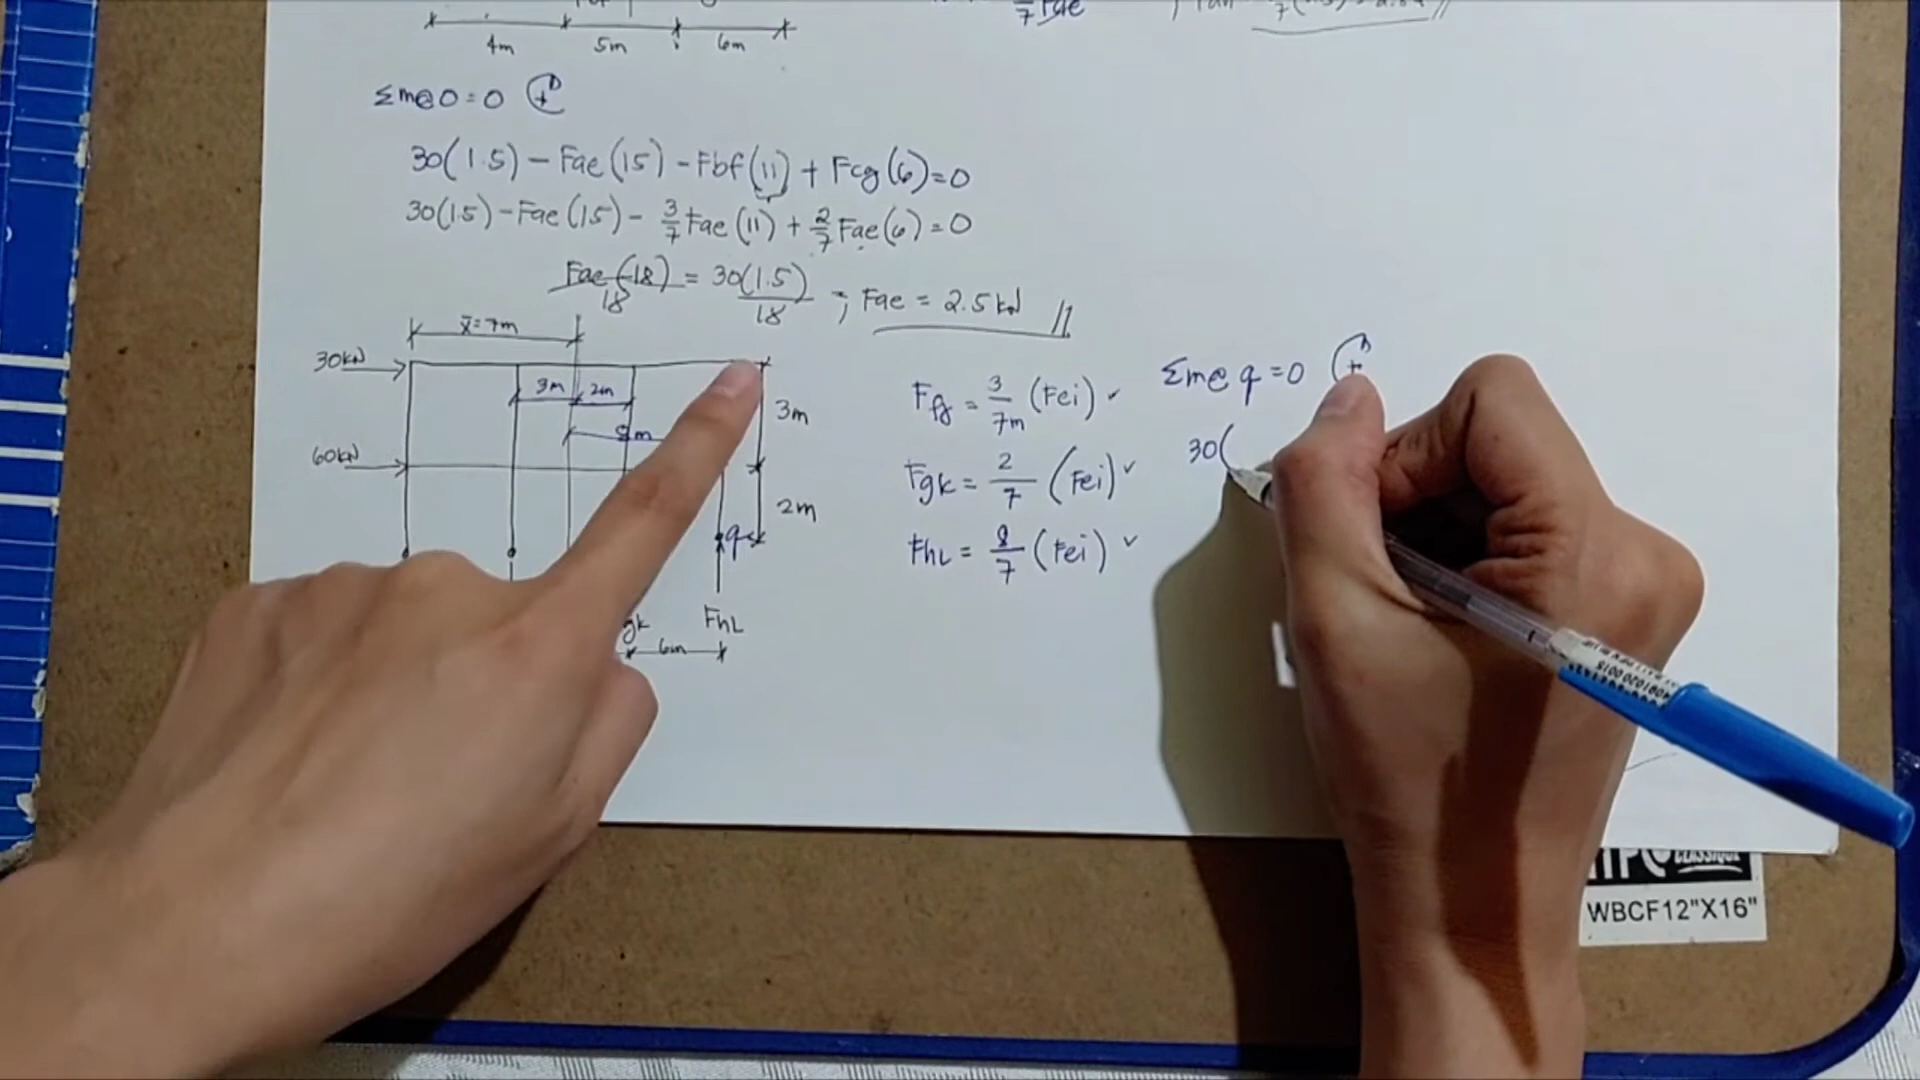 4m 5m 6m
Σm@O=0 +
30(1.5) - Fae(15) - Fbf(11) + Fcg(6)=0
30(1.5) - Fae(15) - 3/7 Fae(11) + 2/7 Fae(6)=0
Fae(18)/18 = 30(1.5)/18 ; Fae = 2.5kN //
x̄=7m
30kN
3m 2m
3m
8m
60kN
2m
q
gk FhL
6m
Ffj = 3/7m (Fei) ✓
Fgk = 2/7 (Fei) ✓
FhL = 8/7 (Fei) ✓
Σm@q=0 +
30(
CLASSIQUE
WBCF12"X16"